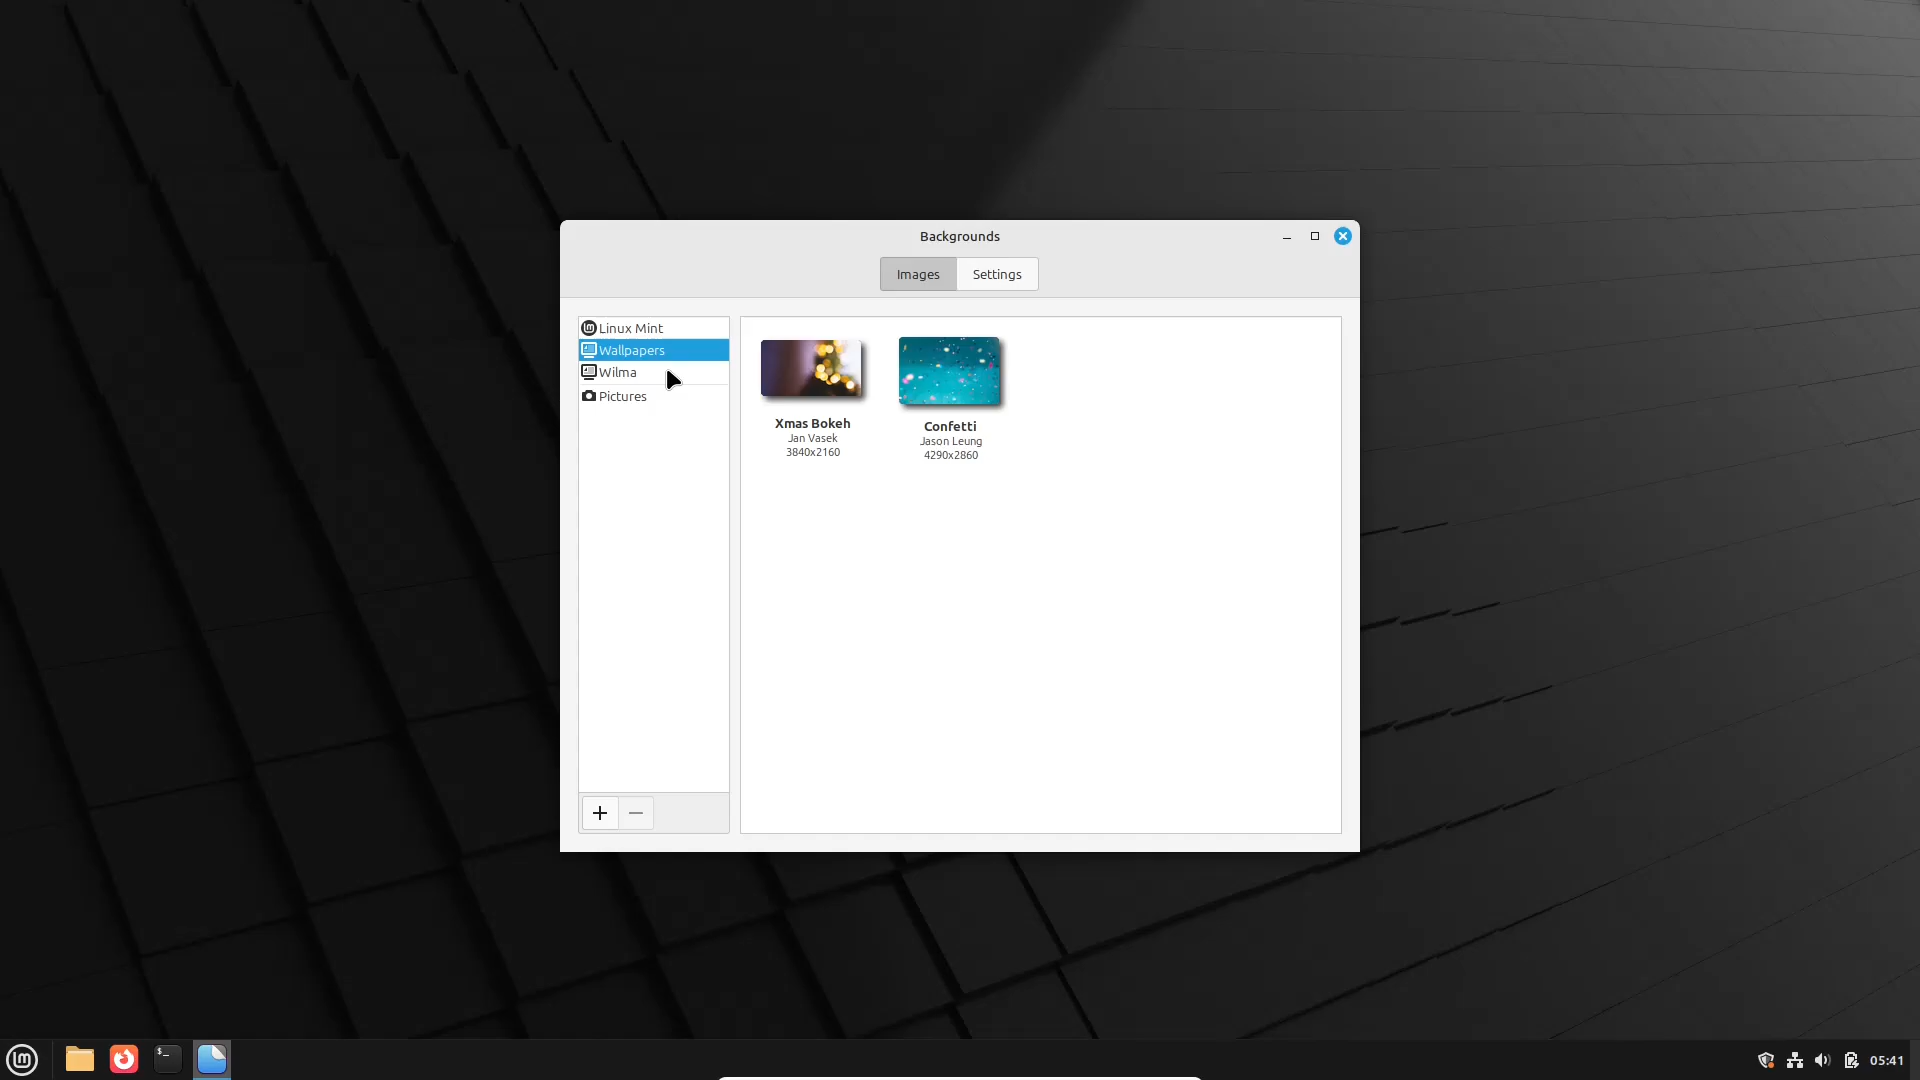 Backgrounds
Images
Settings
Linux Mint
Wallpapers
Wilma
Pictures
Xmas Bokeh
Jan Vasek
3840x2160
Confetti
Jason Leung
4290x2860
05:41